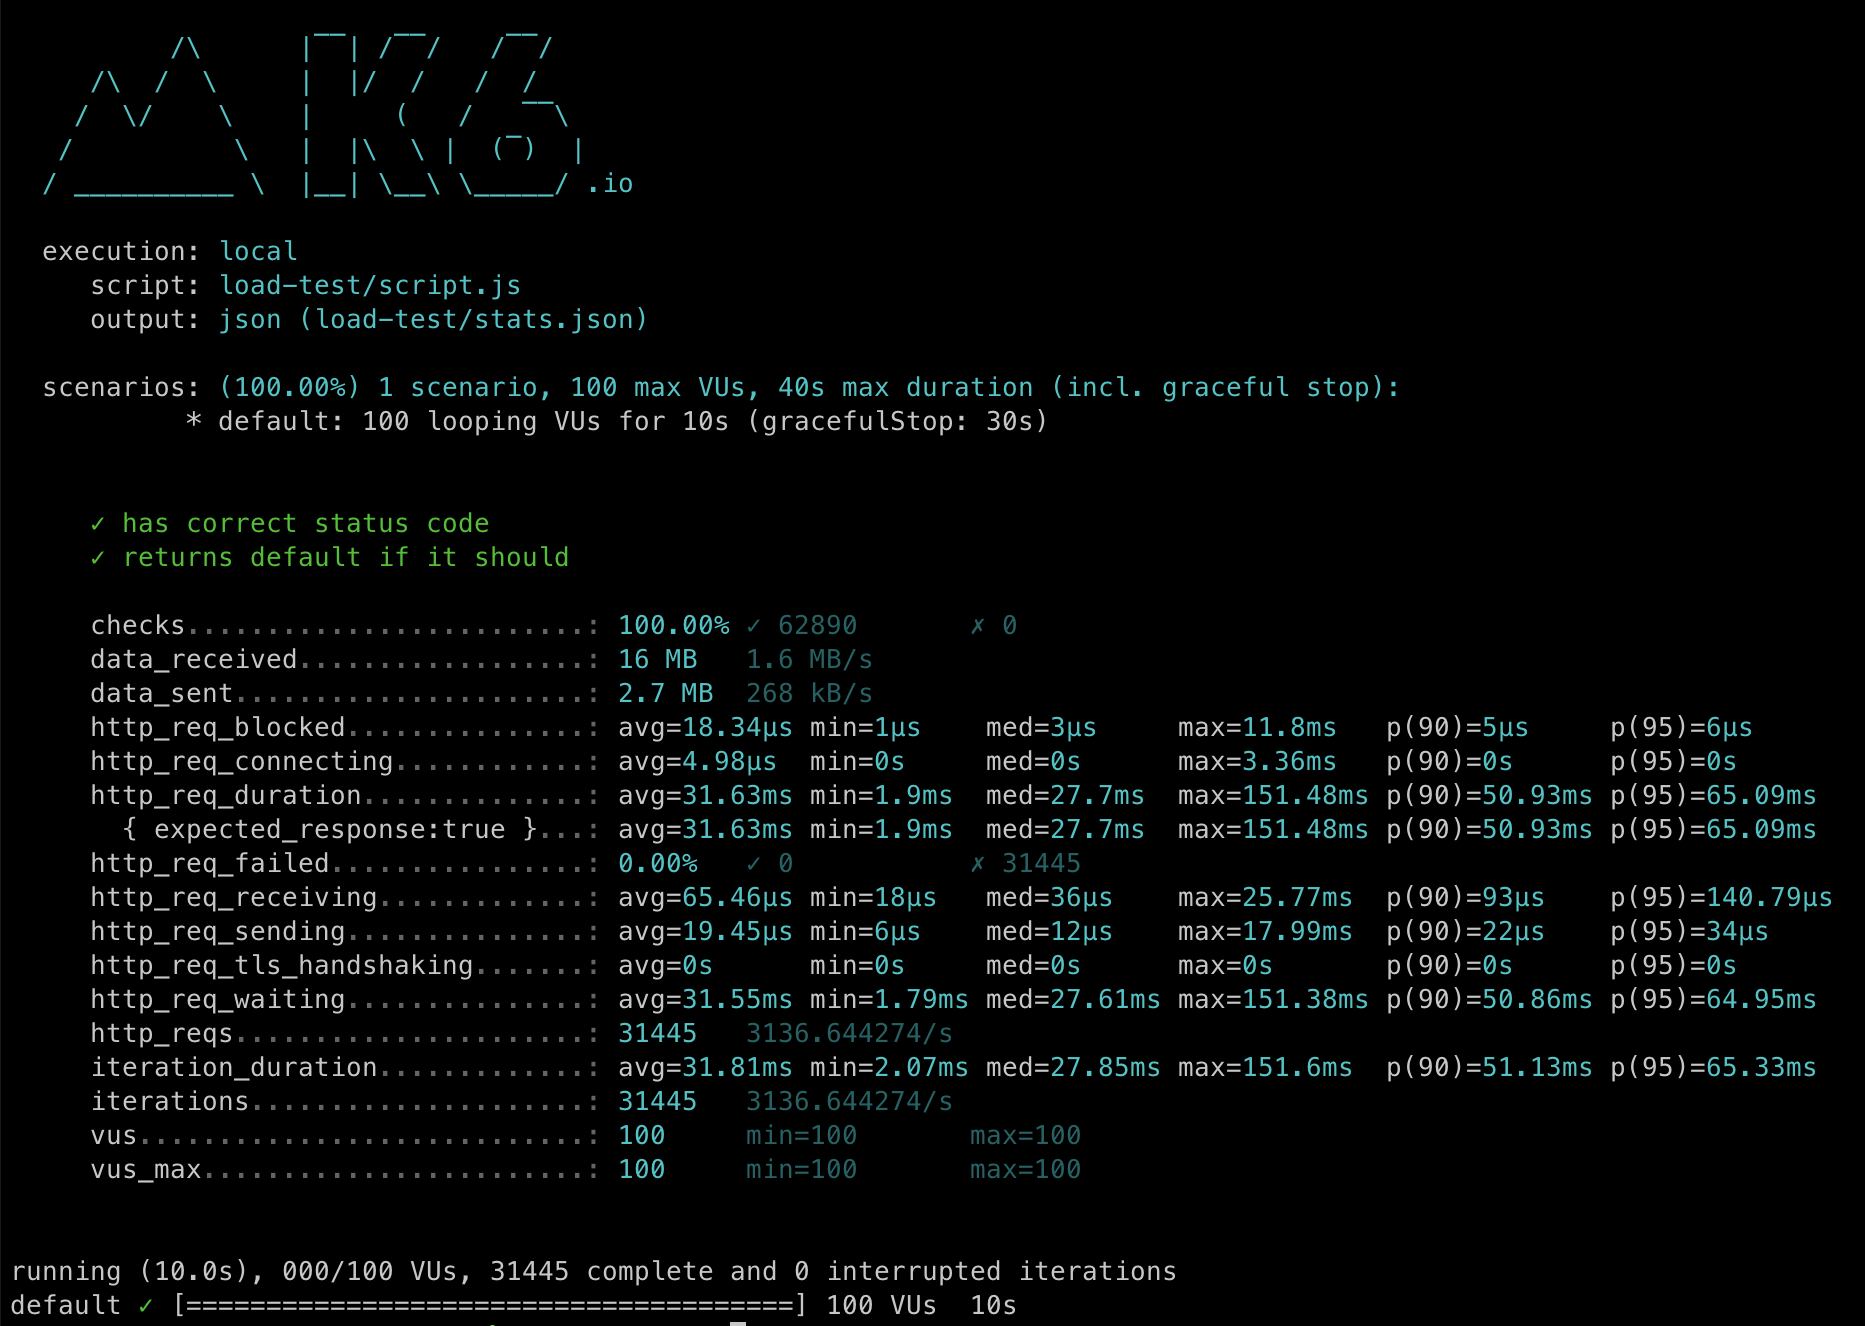 /\      |‾‾| /‾‾/   /‾‾/
     /\  /  \     |  |/  /   /  /
    /  \/    \    |     (   /   ‾‾\
   /          \   |  |\  \ |  (‾)  |
  / __________ \  |__| \__\ \_____/ .io

  execution: local
     script: load-test/script.js
     output: json (load-test/stats.json)

  scenarios: (100.00%) 1 scenario, 100 max VUs, 40s max duration (incl. graceful stop):
           * default: 100 looping VUs for 10s (gracefulStop: 30s)

     ✓ has correct status code
     ✓ returns default if it should

     checks.........................: 100.00% ✓ 62890       ✗ 0
     data_received..................: 16 MB   1.6 MB/s
     data_sent......................: 2.7 MB  268 kB/s
     http_req_blocked...............: avg=18.34µs min=1µs    med=3µs     max=11.8ms   p(90)=5µs     p(95)=6µs
     http_req_connecting............: avg=4.98µs  min=0s     med=0s      max=3.36ms   p(90)=0s      p(95)=0s
     http_req_duration..............: avg=31.63ms min=1.9ms  med=27.7ms  max=151.48ms p(90)=50.93ms p(95)=65.09ms
       { expected_response:true }...: avg=31.63ms min=1.9ms  med=27.7ms  max=151.48ms p(90)=50.93ms p(95)=65.09ms
     http_req_failed................: 0.00%   ✓ 0           ✗ 31445
     http_req_receiving.............: avg=65.46µs min=18µs   med=36µs    max=25.77ms  p(90)=93µs    p(95)=140.79µs
     http_req_sending...............: avg=19.45µs min=6µs    med=12µs    max=17.99ms  p(90)=22µs    p(95)=34µs
     http_req_tls_handshaking.......: avg=0s      min=0s     med=0s      max=0s       p(90)=0s      p(95)=0s
     http_req_waiting...............: avg=31.55ms min=1.79ms med=27.61ms max=151.38ms p(90)=50.86ms p(95)=64.95ms
     http_reqs......................: 31445   3136.644274/s
     iteration_duration.............: avg=31.81ms min=2.07ms med=27.85ms max=151.6ms  p(90)=51.13ms p(95)=65.33ms
     iterations.....................: 31445   3136.644274/s
     vus............................: 100     min=100       max=100
     vus_max........................: 100     min=100       max=100

running (10.0s), 000/100 VUs, 31445 complete and 0 interrupted iterations
default ✓ [======================================] 100 VUs  10s